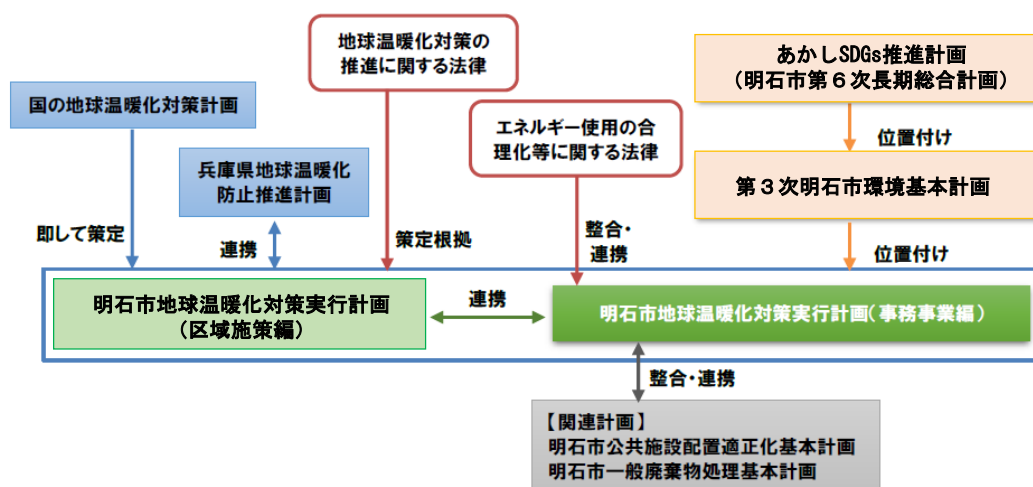 地球温暖化対策の
推進に関する法律
あかしSDGs推進計画
(明石市第6次長期総合計画)
国の地球温暖化対策計画
エネルギー使用の合
理化等に関する法律
位置付け
兵庫県地球温暖化
防止推進計画
第3次明石市環境基本計画
即して策定
連携
策定根拠
整合・
連携
位置付け
明石市地球温暖化対策実行計画
(区域施策編)
連携
明石市地球温暖化対策実行計画(事務事業編)
整合・連携
【関連計画】
明石市公共施設配置適正化基本計画
明石市一般廃棄物処理基本計画